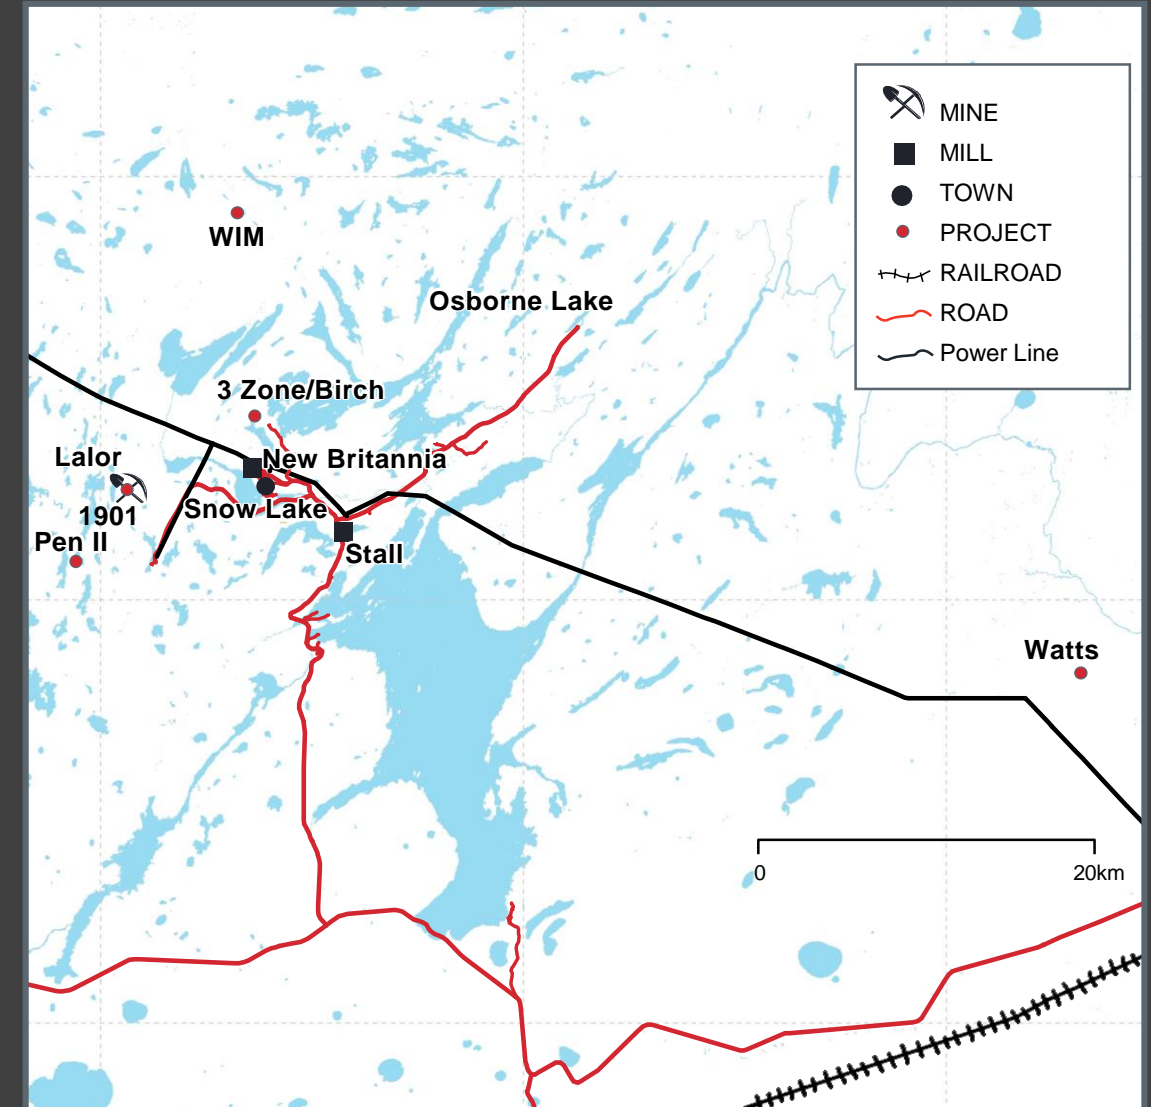 MINE
MILL
TOWN
PROJECT
RAILROAD
ROAD
Power Line
WIM
Osborne Lake
3 Zone/Birch
New Britannia
Lalor
1901
Snow Lake
Pen II
Stall
Watts
0 20km